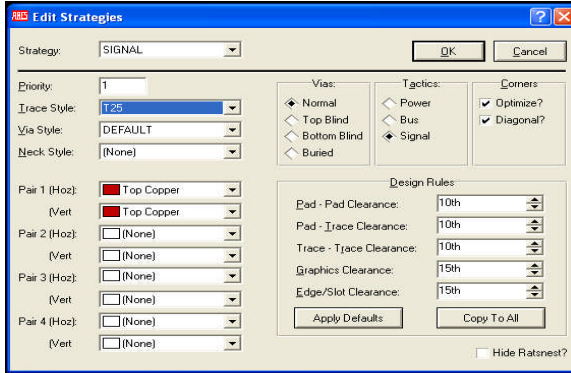 ARES Edit Strategies
Strategy: SIGNAL OK Cancel
Priority: 1
Trace Style: T25
Via Style: DEFAULT
Neck Style: (None)
Vias:
Normal
Top Blind
Bottom Blind
Buried
Tactics:
Power
Bus
Signal
Corners
Optimize?
Diagonal?
Pair 1 (Hoz): Top Copper
(Vert Top Copper
Pair 2 (Hoz): (None)
(Vert (None)
Pair 3 (Hoz): (None)
(Vert (None)
Pair 4 (Hoz): (None)
(Vert (None)
Design Rules
Pad - Pad Clearance: 10th
Pad - Trace Clearance: 10th
Trace - Trace Clearance: 10th
Graphics Clearance: 15th
Edge/Slot Clearance: 15th
Apply Defaults Copy To All
Hide Ratsnest?